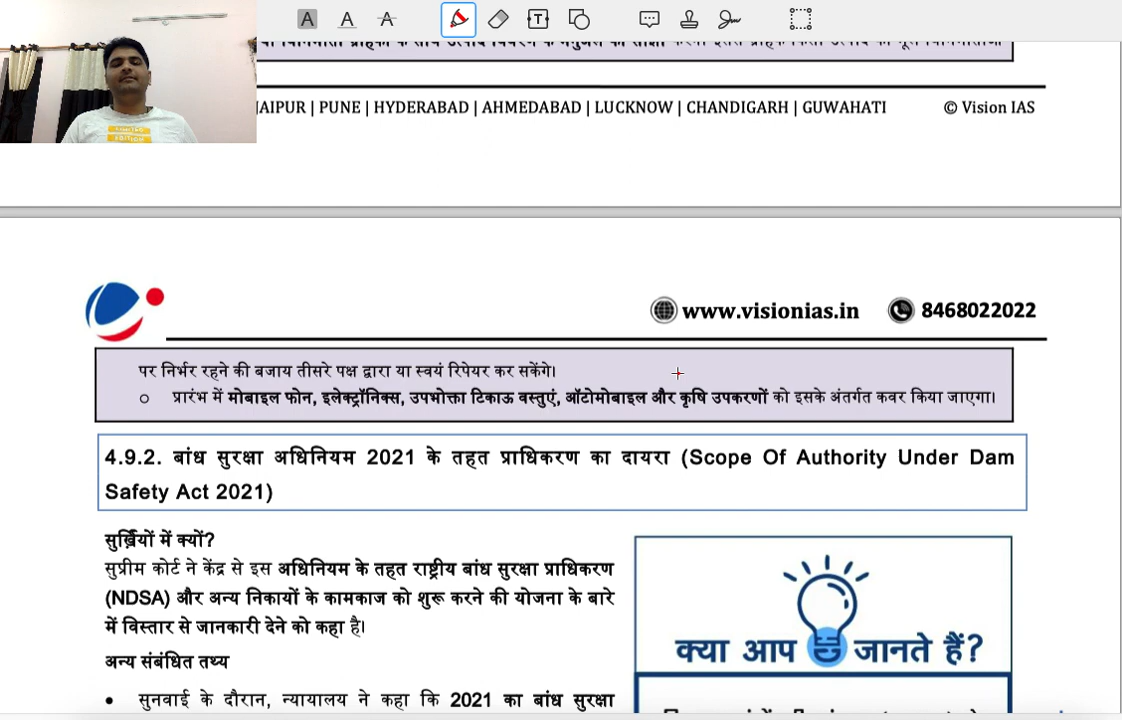 LIMITED
EDITION
JAIPUR | PUNE | HYDERABAD | AHMEDABAD | LUCKNOW | CHANDIGARH | GUWAHATI © Vision IAS
www.visionias.in 8468022022
पर निर्भर रहने की बजाय तीसरे पक्ष द्वारा या स्वयं रिपेयर कर सकेंगे।
○ प्रारंभ में मोबाइल फोन, इलेक्ट्रॉनिक्स, उपभोक्ता टिकाऊ वस्तुएं, ऑटोमोबाइल और कृषि उपकरणों को इसके अंतर्गत कवर किया जाएगा।
4.9.2. बांध सुरक्षा अधिनियम 2021 के तहत प्राधिकरण का दायरा (Scope Of Authority Under Dam
Safety Act 2021)
सुर्ख़ियों में क्यों?
सुप्रीम कोर्ट ने केंद्र से इस अधिनियम के तहत राष्ट्रीय बांध सुरक्षा प्राधिकरण
(NDSA) और अन्य निकायों के कामकाज को शुरू करने की योजना के बारे
में विस्तार से जानकारी देने को कहा है।
अन्य संबंधित तथ्य
• सुनवाई के दौरान, न्यायालय ने कहा कि 2021 का बांध सुरक्षा
क्या आप जानते हैं?